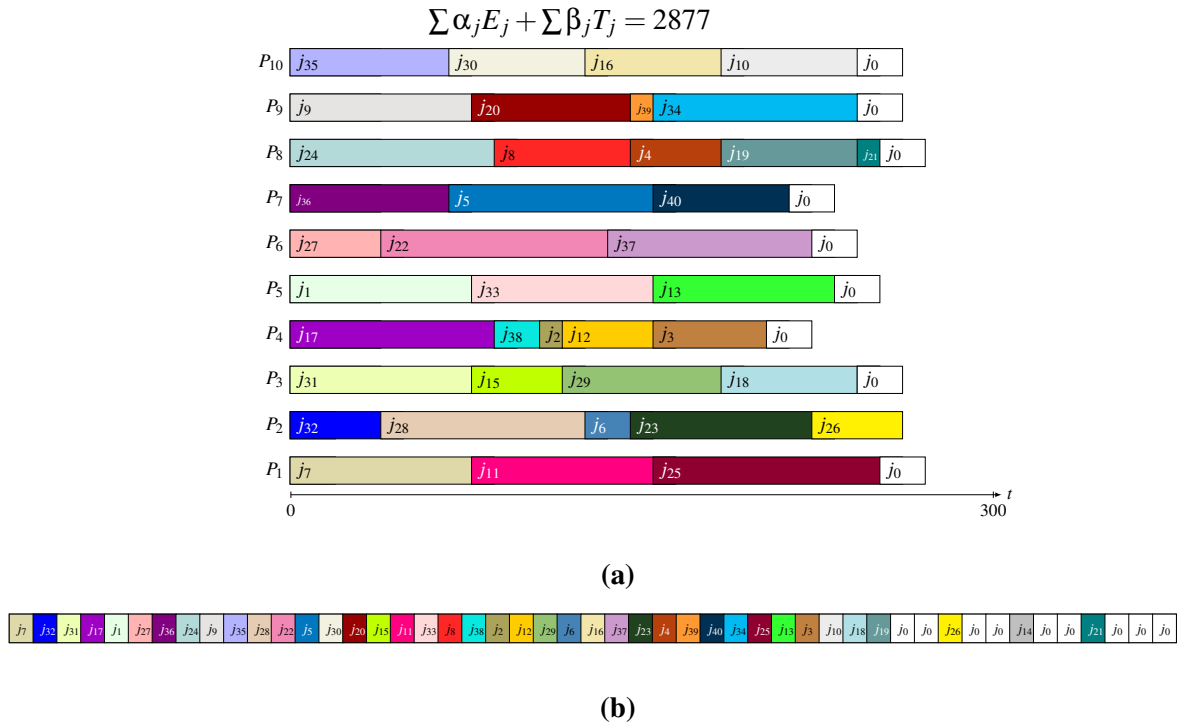 ∑αⱼEⱼ + ∑βⱼTⱼ = 2877
P₁₀ j₃₅ j₃₀ j₁₆ j₁₀ j₀
P₉ j₉ j₂₀ j₃₉ j₃₄ j₀
P₈ j₂₄ j₈ j₄ j₁₉ j₂₁ j₀
P₇ j₃₆ j₅ j₄₀ j₀
P₆ j₂₇ j₂₂ j₃₇ j₀
P₅ j₁ j₃₃ j₁₃ j₀
P₄ j₁₇ j₃₈ j₂ j₁₂ j₃ j₀
P₃ j₃₁ j₁₅ j₂₉ j₁₈ j₀
P₂ j₃₂ j₂₈ j₆ j₂₃ j₂₆
P₁ j₇ j₁₁ j₂₅ j₀
t
0 300
(a)
j₇ j₃₂ j₃₁ j₁₇ j₁ j₂₇ j₃₆ j₂₄ j₉ j₃₅ j₂₈ j₂₂ j₅ j₃₀ j₂₀ j₁₅ j₁₁ j₃₃ j₈ j₃₈ j₂ j₁₂ j₂₉ j₆ j₁₆ j₃₇ j₂₃ j₄ j₃₉ j₄₀ j₃₄ j₂₅ j₁₃ j₃ j₁₀ j₁₈ j₁₉ j₀ j₀ j₂₆ j₀ j₀ j₁₄ j₀ j₀ j₂₁ j₀ j₀ j₀
(b)